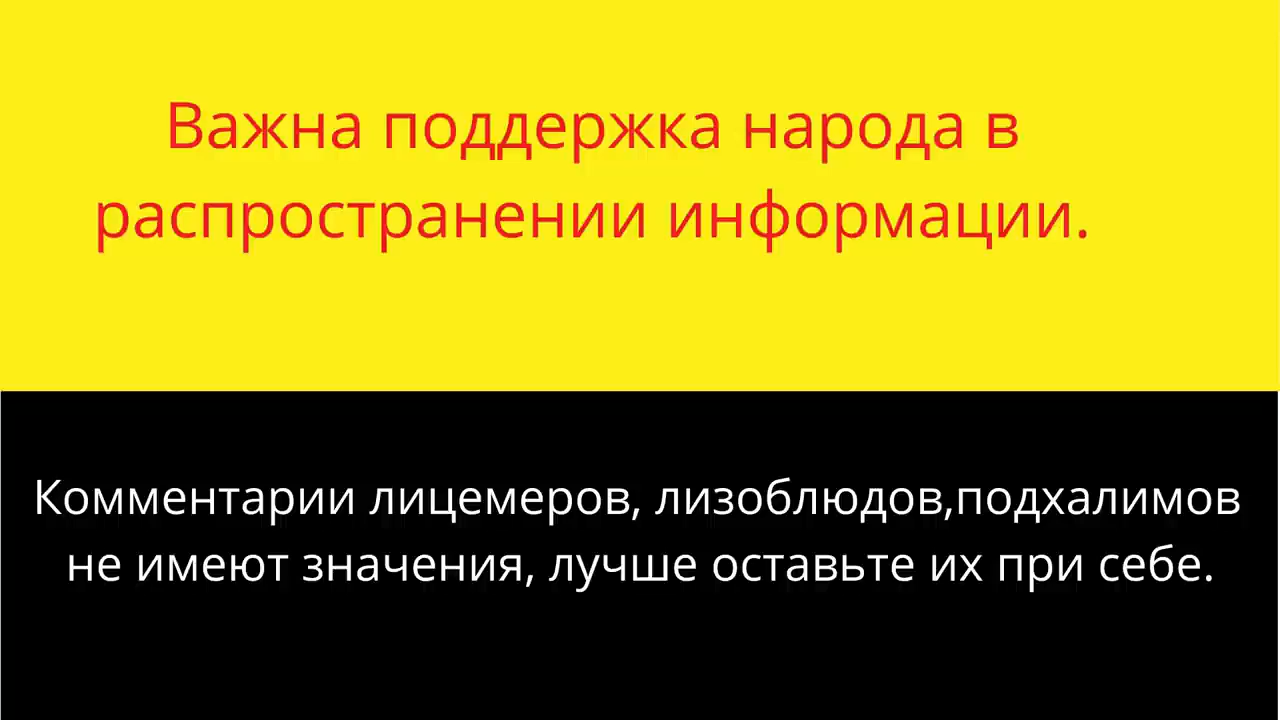 Важна поддержка народа в
распространении информации.
Комментарии лицемеров, лизоблюдов,подхалимов
не имеют значения, лучше оставьте их при себе.